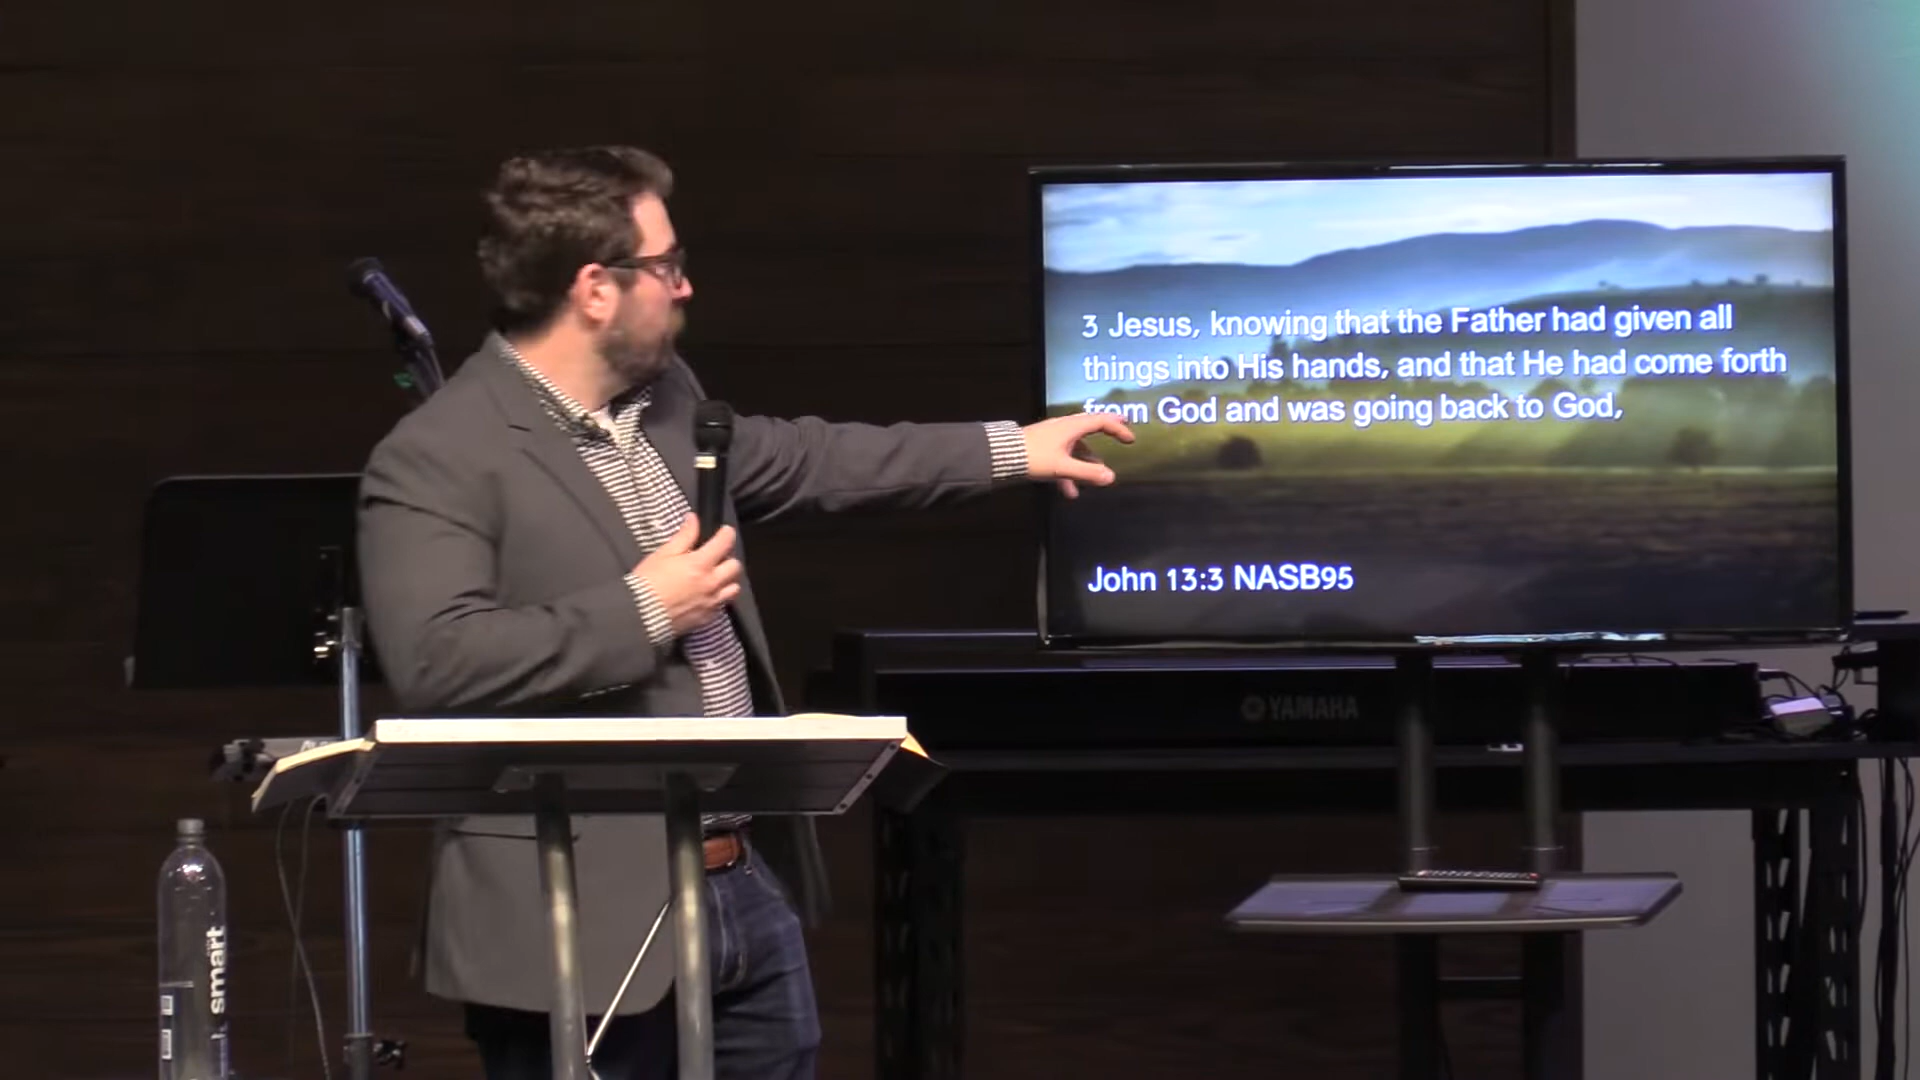 3 Jesus, knowing that the Father had given all
things into His hands, and that He had come forth
from God and was going back to God,
John 13:3 NASB95
YAMAHA
smart